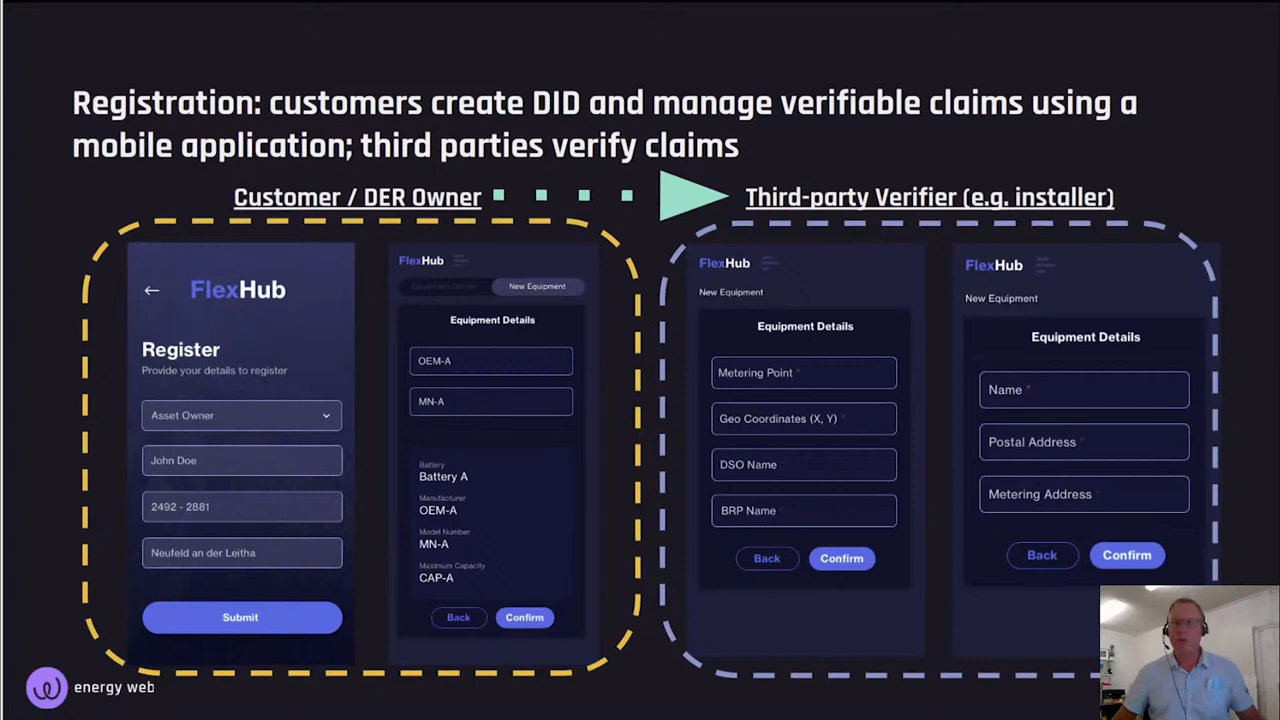 Registration: customers create DID and manage verifiable claims using a
mobile application; third parties verify claims
Customer / DER Owner
Third-party Verifier (e.g. installer)
FlexHub
Register
Provide your details to register
Asset Owner
John Doe
2492 - 2881
Neufeld an der Leitha
Submit
FlexHub
Equipment Details
New Equipment
Equipment Details
OEM-A
MN-A
Battery
Battery A
Manufacturer
OEM-A
Model Number
MN-A
Maximum Capacity
CAP-A
Back
Confirm
FlexHub
New Equipment
Equipment Details
Metering Point *
Geo Coordinates (X, Y) *
DSO Name
BRP Name *
Back
Confirm
FlexHub
New Equipment
Equipment Details
Name *
Postal Address *
Metering Address *
Back
Confirm
energy web